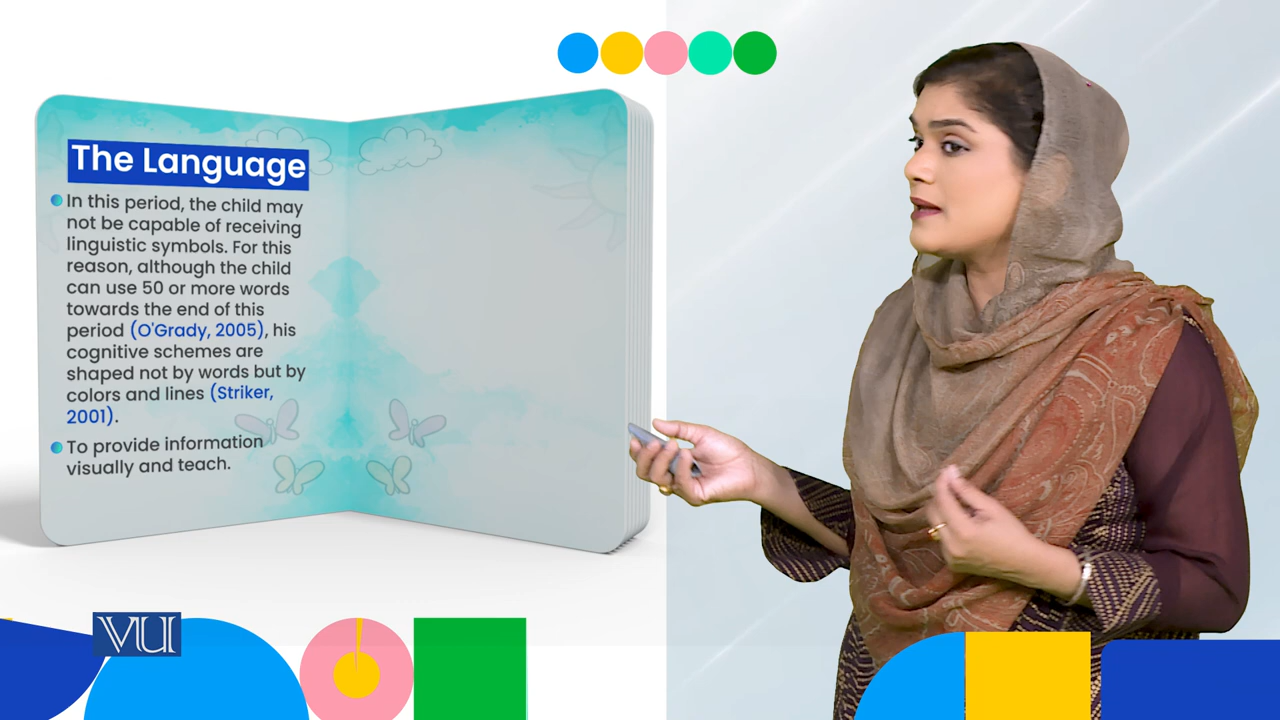 The Language
In this period, the child may
not be capable of receiving
linguistic symbols. For this
reason, although the child
can use 50 or more words
towards the end of this
period (O'Grady, 2005), his
cognitive schemes are
shaped not by words but by
colors and lines (Striker,
2001).
To provide information
visually and teach.
VU